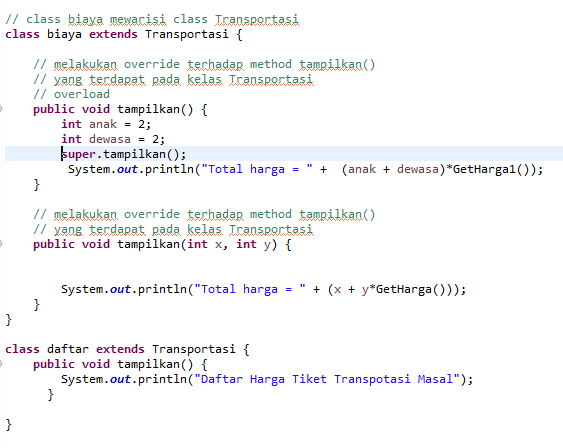 // class biaya mewarisi class Transportasi
class biaya extends Transportasi {
// melakukan override terhadap method tampilkan()
// yang terdapat pada kelas Transportasi
// overload
public void tampilkan() {
int anak = 2;
int dewasa = 2;
super.tampilkan();
System.out.println("Total harga = " +  (anak + dewasa)*GetHarga1());
}
// melakukan override terhadap method tampilkan()
// yang terdapat pada kelas Transportasi
public void tampilkan(int x, int y) {
System.out.println("Total harga = " + (x + y*GetHarga()));
}
}
class daftar extends Transportasi {
public void tampilkan() {
System.out.println("Daftar Harga Tiket Transpotasi Masal");
}
}